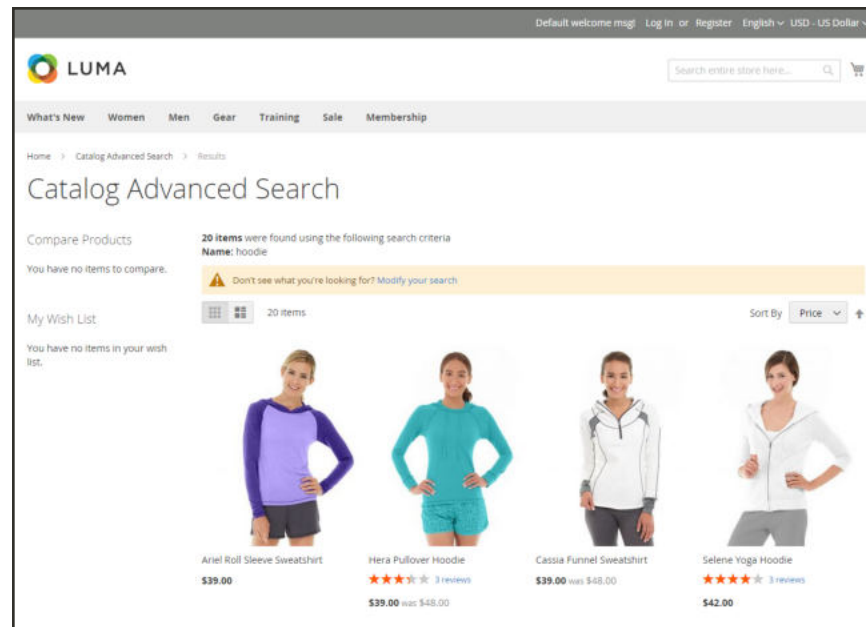 Default welcome msg! Log In or Register English USD - US Dollar
LUMA
Search entire store here...
What's New Women Men Gear Training Sale Membership
Home > Catalog Advanced Search > Results
Catalog Advanced Search
Compare Products
You have no items to compare.
My Wish List
You have no items in your wish
list.
20 items were found using the following search criteria
Name: hoodie
Don't see what you're looking for? Modify your search
20 items
Sort By Price
Ariel Roll Sleeve Sweatshirt
$39.00
Hera Pullover Hoodie
3 reviews
$39.00 was $48.00
Cassia Funnel Sweatshirt
$39.00 was $48.00
Selene Yoga Hoodie
3 reviews
$42.00